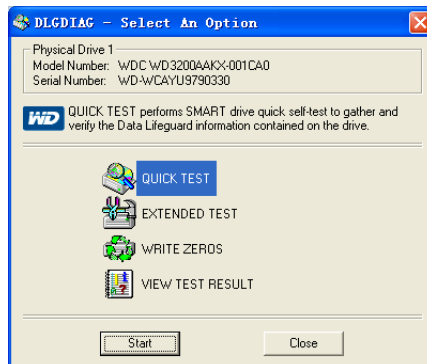 DLGDIAG - Select An Option
Physical Drive 1
Model Number: WDC WD3200AAKX-001CA0
Serial Number: WD-WCAYU9790330
WD
QUICK TEST performs SMART drive quick self-test to gather and
verify the Data Lifeguard information contained on the drive.
QUICK TEST
EXTENDED TEST
WRITE ZEROS
VIEW TEST RESULT
Start
Close